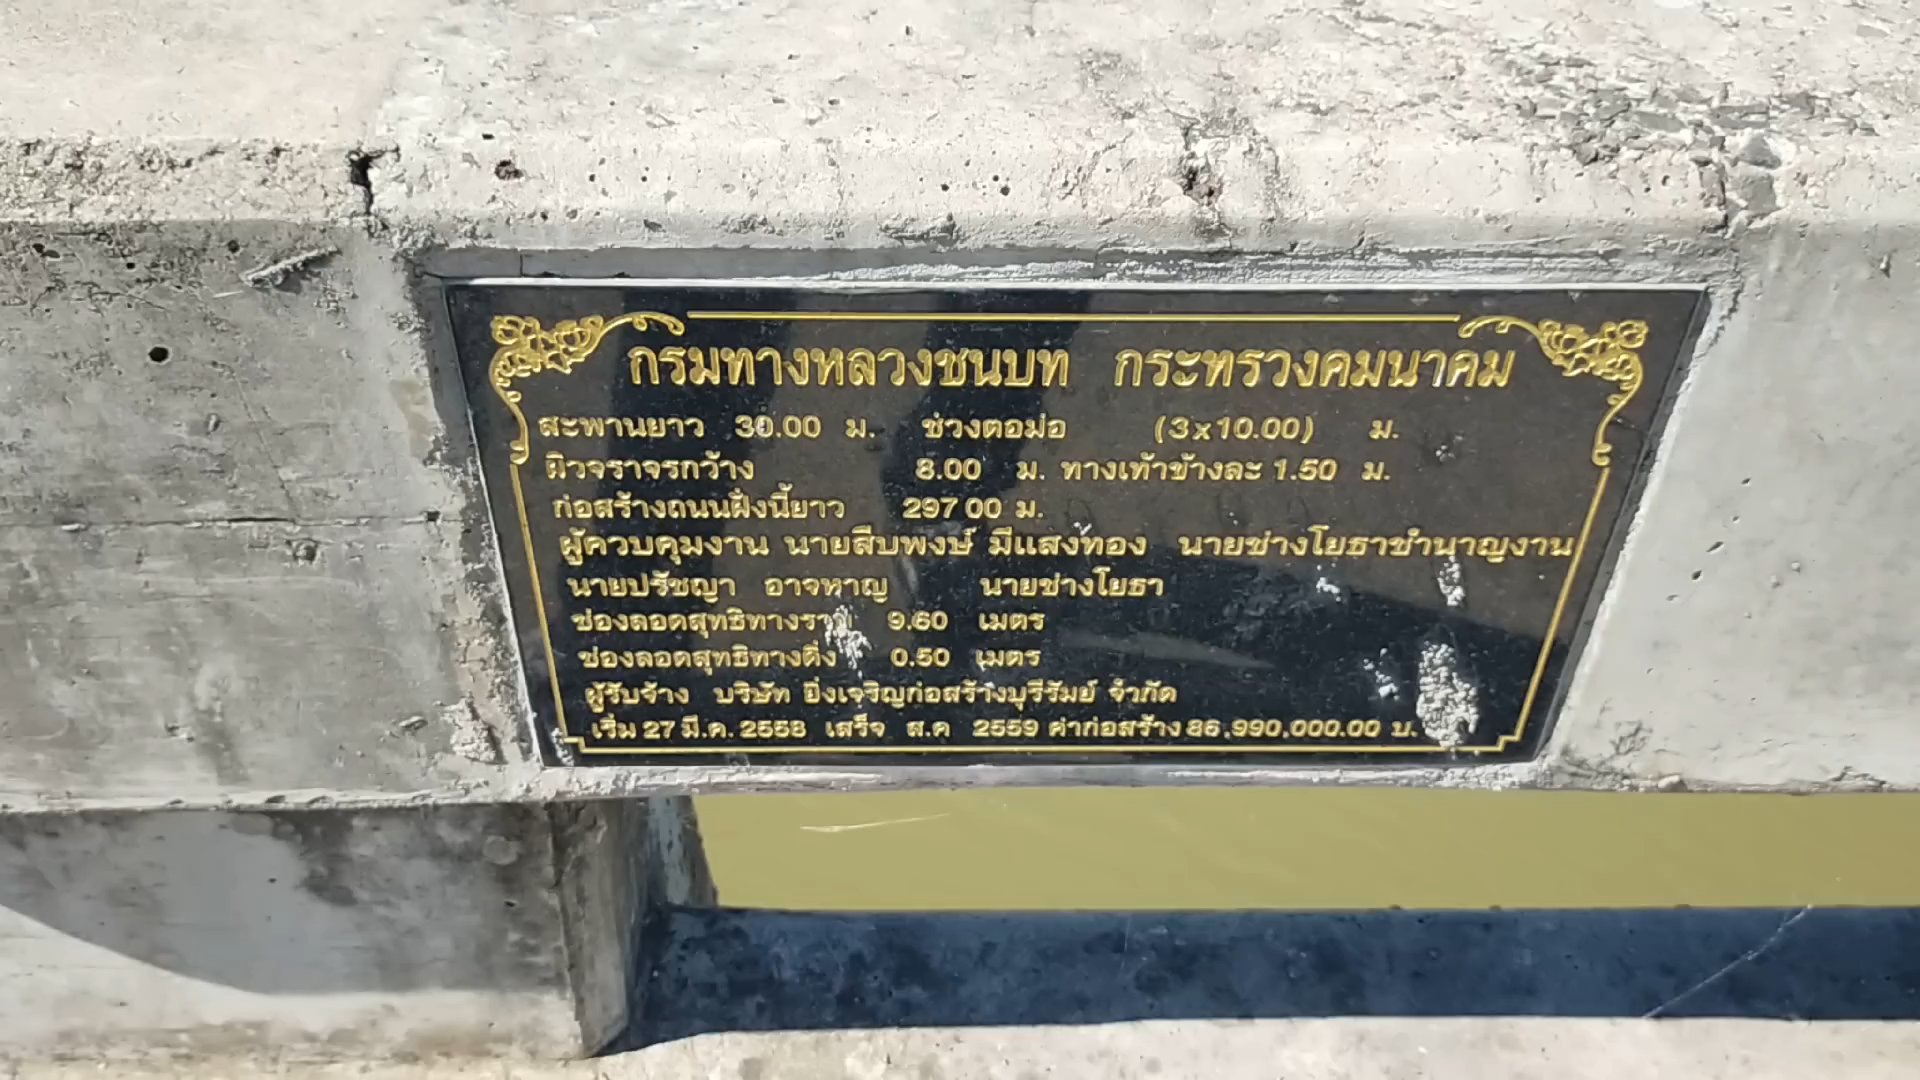 กรมทางหลวงชนบท กระทรวงคมนาคม
สะพานยาว 30.00 ม. ช่วงตอม่อ (3x10.00) ม.
ผิวจราจรกว้าง 8.00 ม. ทางเท้าข้างละ 1.50 ม.
ก่อสร้างถนนฝั่งนี้ยาว 297 00 ม.
ผู้ควบคุมงาน นายสืบพงษ์ มีแสงทอง นายช่างโยธาชำนาญงาน
นายปรัชญา อาจหาญ นายช่างโยธา
ช่องลอดสุทธิทางราบ 9.60 เมตร
ช่องลอดสุทธิทางดิ่ง 0.50 เมตร
ผู้รับจ้าง บริษัท ยิ่งเจริญก่อสร้างบุรีรัมย์ จำกัด
เริ่ม 27 มี.ค. 2558 เสร็จ ส.ค 2559 ค่าก่อสร้าง 86,990,000.00 บ.